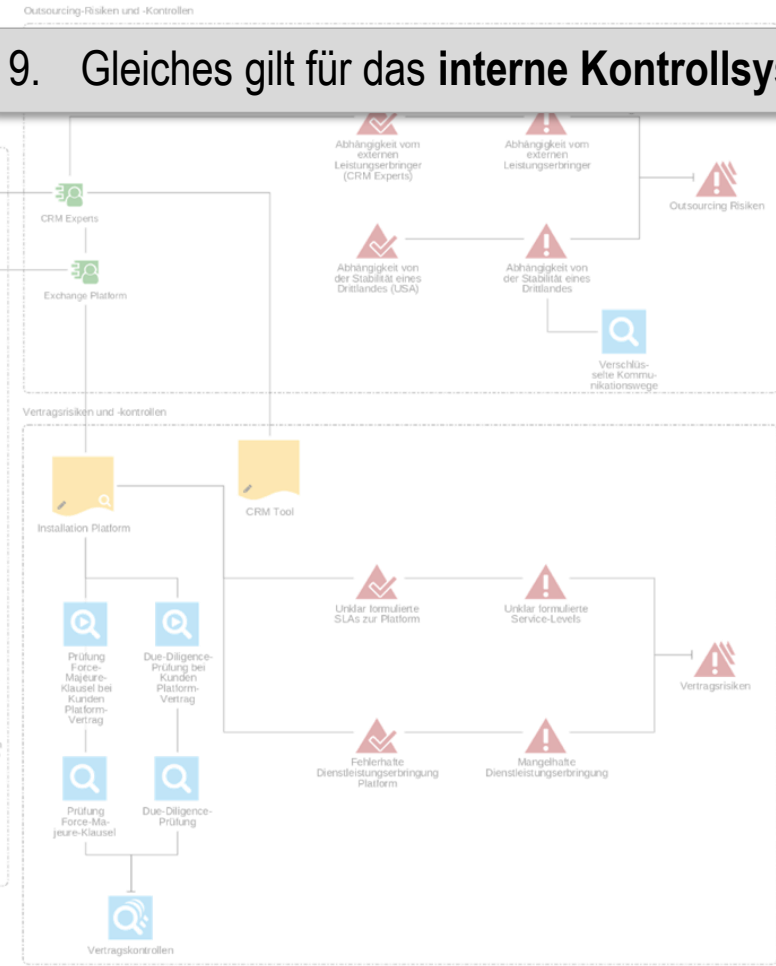 Outsourcing-Risiken und -Kontrollen
9. Gleiches gilt für das interne Kontrollsys
Abhängigkeit vom
externen
Leistungserbringer
(CRM Experts)
Abhängigkeit vom
externen
Leistungserbringer
Outsourcing Risiken
CRM Experts
Abhängigkeit von
der Stabilität eines
Drittlandes (USA)
Abhängigkeit von
der Stabilität eines
Drittlandes
Exchange Platform
Verschlüs-
selte Kommu-
nikationswege
Vertragsrisiken und -kontrollen
CRM Tool
Installation Platform
Unklar formulierte
SLAs zur Platform
Unklar formulierte
Service-Levels
Prüfung
Force-
Majeure-
Klausel bei
Kunden
Platform-
Vertrag
Due-Diligence-
Prüfung bei
Kunden
Platform-
Vertrag
Vertragsrisiken
Fehlerhafte
Dienstleistungserbringung
Platform
Mangelhafte
Dienstleistungserbringung
Prüfung
Force-Ma-
jeure-Klausel
Due-Diligence-
Prüfung
Vertragskontrollen